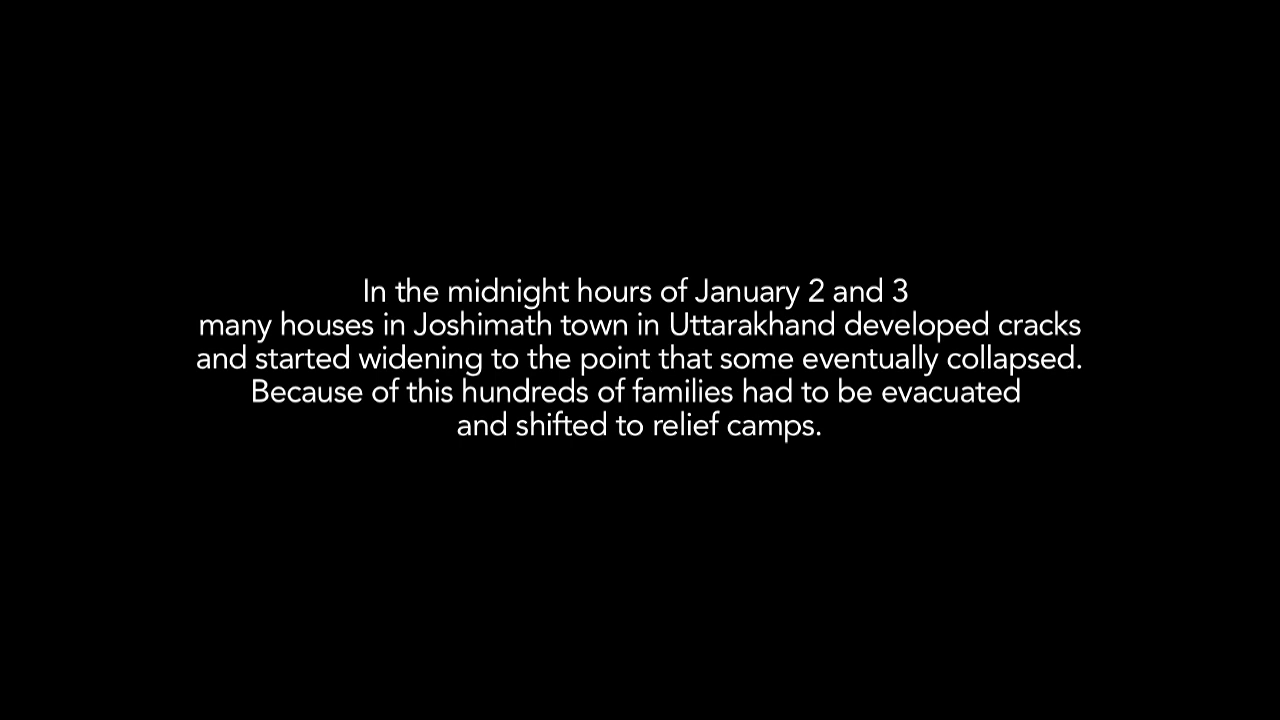 In the midnight hours of January 2 and 3
many houses in Joshimath town in Uttarakhand developed cracks
and started widening to the point that some eventually collapsed.
Because of this hundreds of families had to be evacuated
and shifted to relief camps.